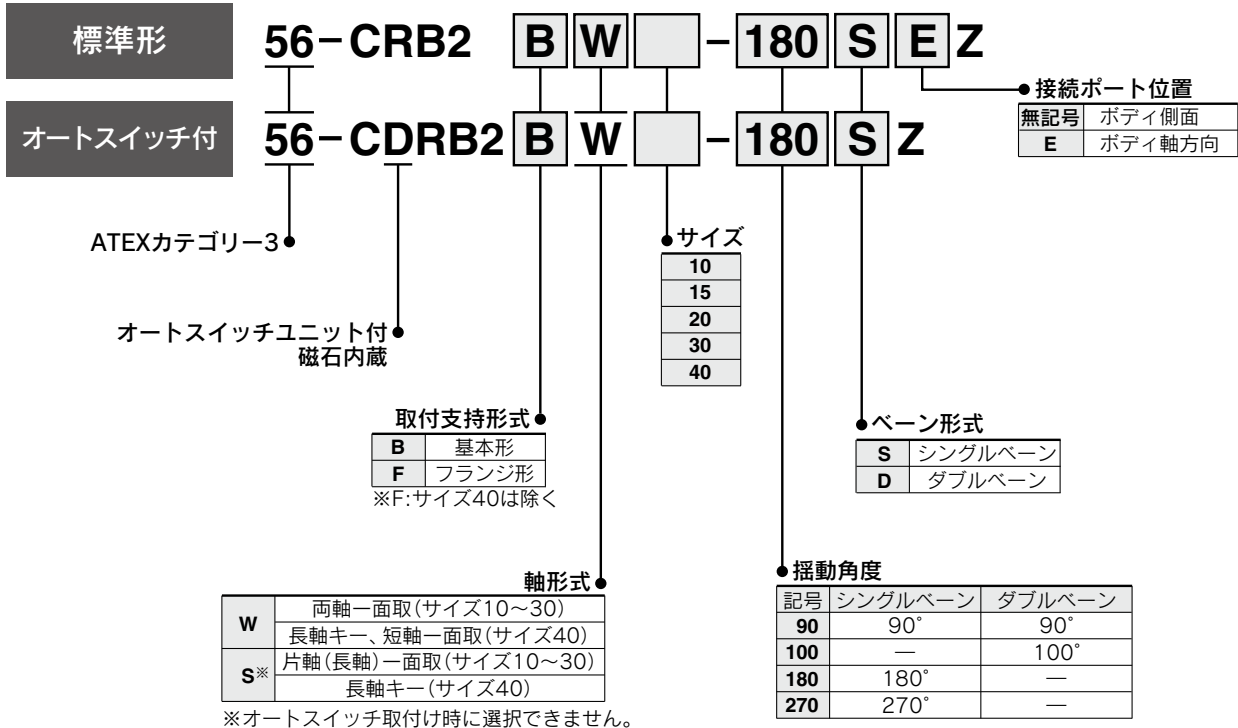 標準形 56-CRB2 B W -180 S E Z
接続ポート位置
無記号 ボディ側面
E ボディ軸方向
オートスイッチ付 56-CDRB2 B W -180 S Z
ATEXカテゴリー3
オートスイッチユニット付
磁石内蔵
サイズ
10
15
20
30
40
取付支持形式
B 基本形
F フランジ形
※F:サイズ40は除く
ベーン形式
S シングルベーン
D ダブルベーン
軸形式
W 両軸一面取(サイズ10～30)
長軸キー、短軸一面取(サイズ40)
S※ 片軸(長軸)一面取(サイズ10～30)
長軸キー(サイズ40)
※オートスイッチ取付け時に選択できません。
揺動角度
記号 シングルベーン ダブルベーン
90 90° 90°
100 — 100°
180 180° —
270 270° —